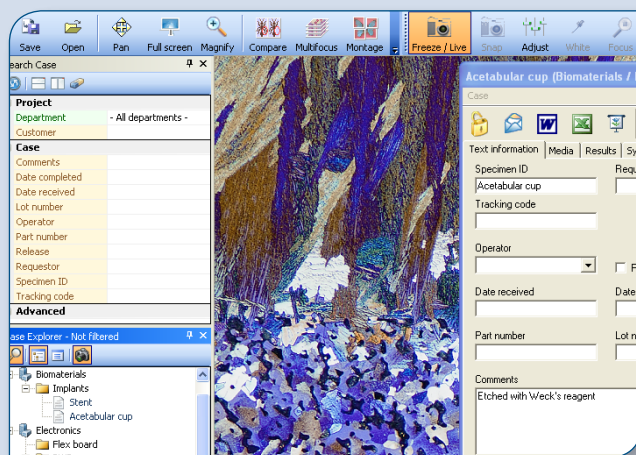 Save Open Pan Full screen Magnify Compare Multifocus Montage Freeze / Live Snap Adjust White Focus
earch Case
Acetabular cup (Biomaterials /
Case
Project
Department - All departments -
Customer
Case
Comments
Date completed
Date received
Lot number
Operator
Part number
Release
Requestor
Specimen ID
Tracking code
Advanced
ase Explorer - Not filtered
Biomaterials
Implants
Stent
Acetabular cup
Electronics
Flex board
Text information Media Results Sy
Specimen ID Requ
Acetabular cup
Tracking code
Operator
Date received Date
Part number Lot n
Comments
Etched with Weck's reagent